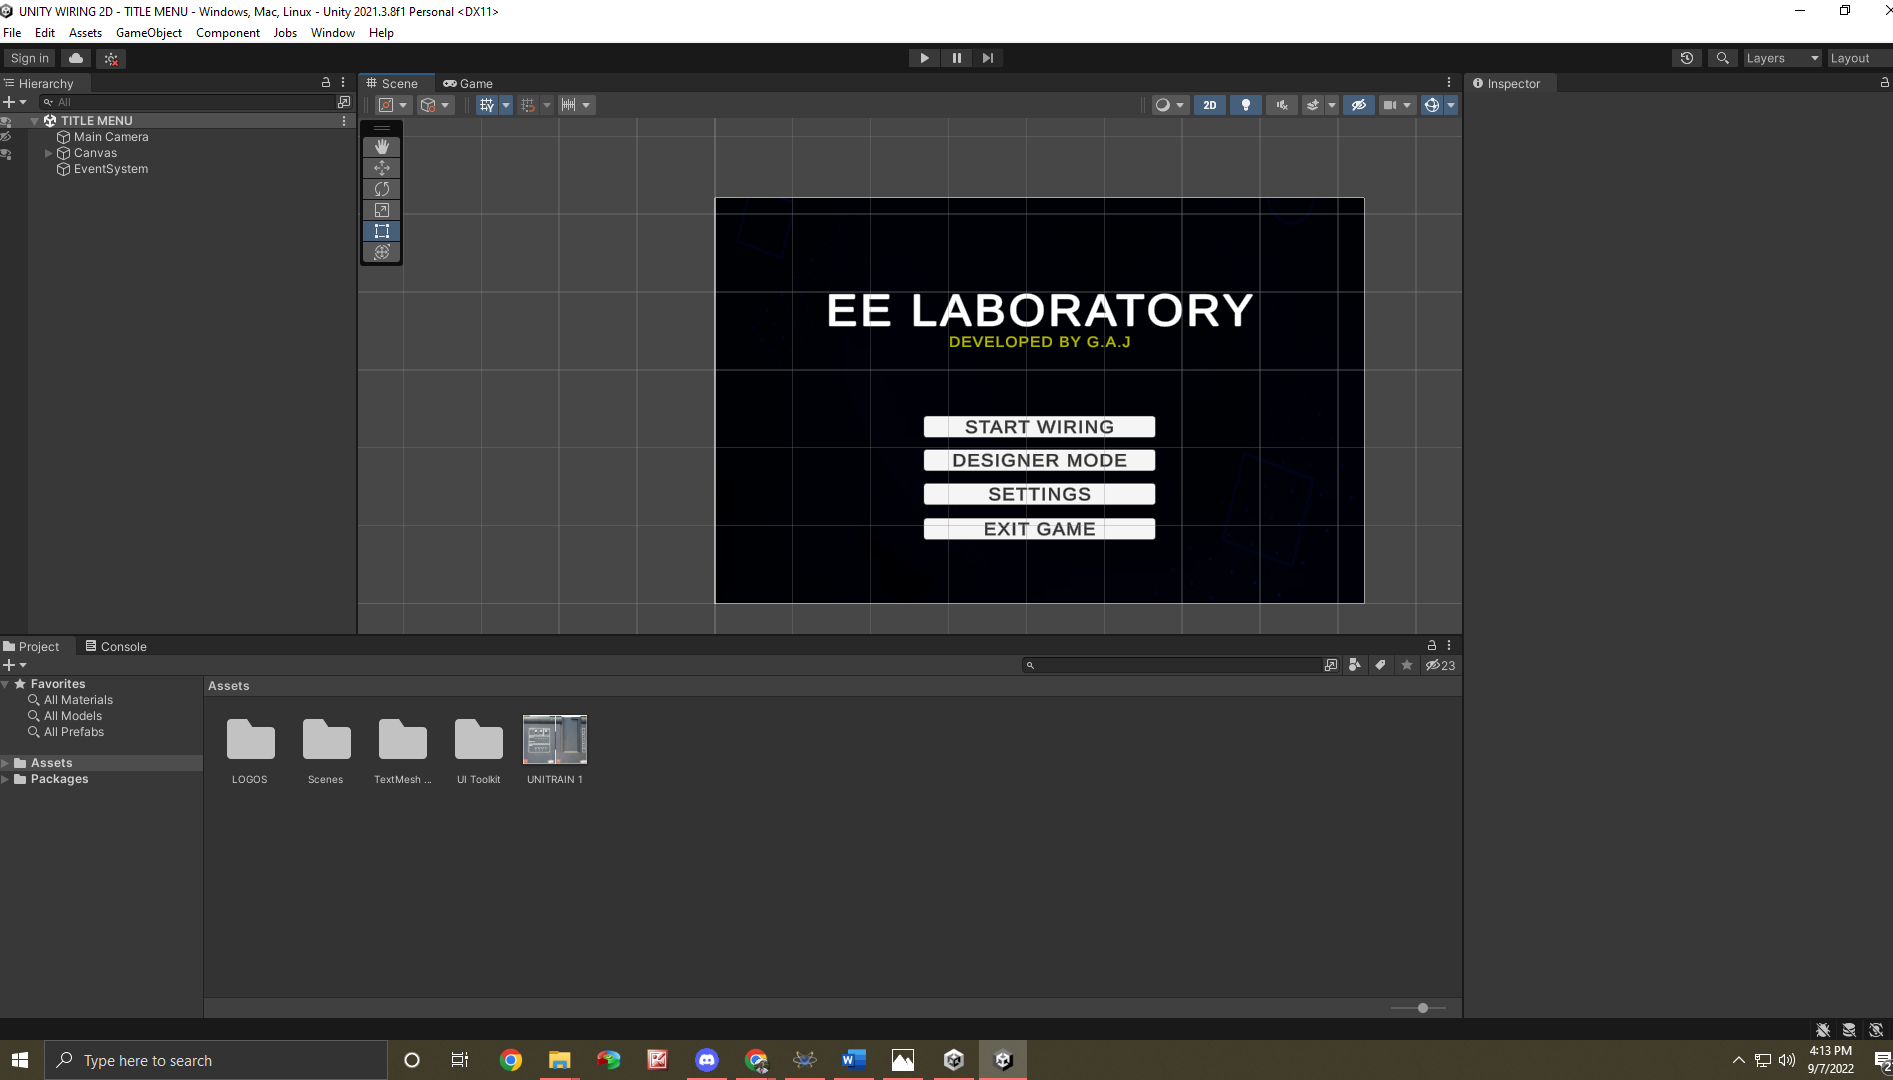 UNITY WIRING 2D - TITLE MENU - Windows, Mac, Linux - Unity 2021.3.8f1 Personal <DX11>
File Edit Assets GameObject Component Jobs Window Help
Sign in
Layers
Layout
Hierarchy
All
TITLE MENU
Main Camera
Canvas
EventSystem
Scene
Game
2D
EE LABORATORY
DEVELOPED BY G.A.J
START WIRING
DESIGNER MODE
SETTINGS
EXIT GAME
Inspector
Project
Console
23
Favorites
All Materials
All Models
All Prefabs
Assets
Packages
Assets
LOGOS
Scenes
TextMesh ...
UI Toolkit
UNITRAIN 1
Type here to search
4:13 PM
9/7/2022
2